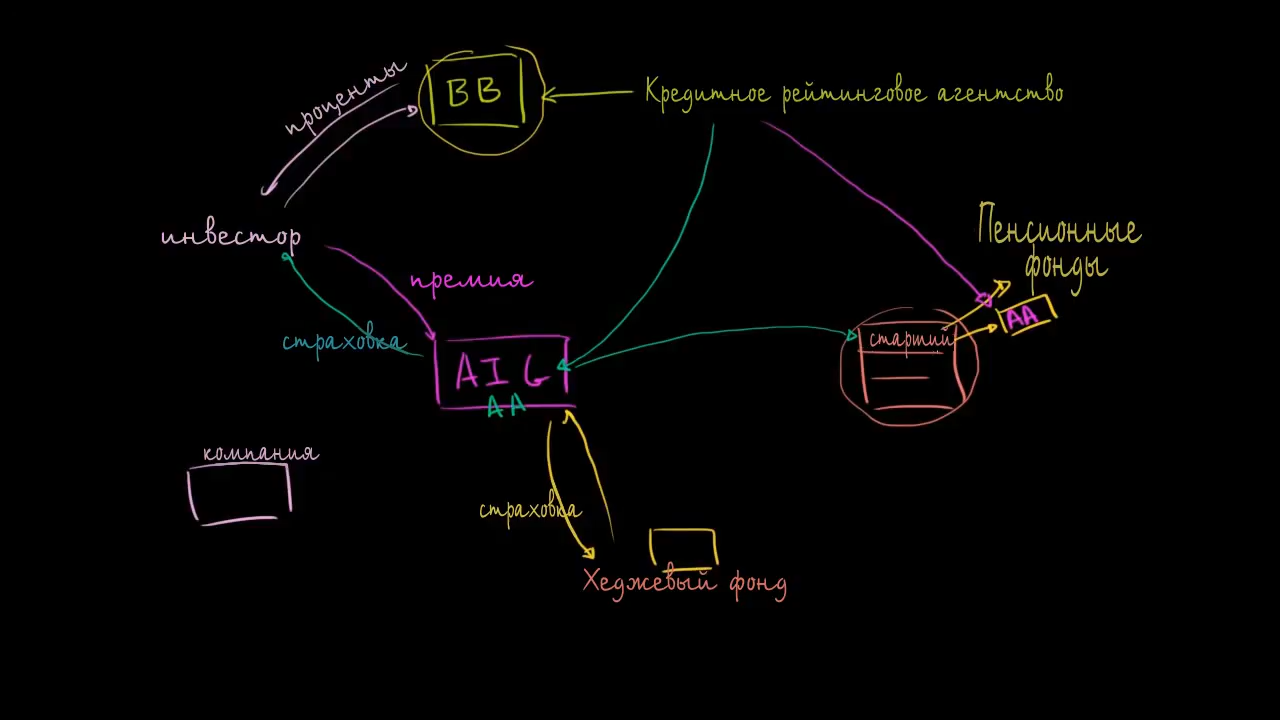 проценты
BB
Кредитное рейтинговое агентство
инвестор
Пенсионные
фонды
премия
AA
страховка
старший
AIG
AA
компания
страховка
Хеджевый фонд